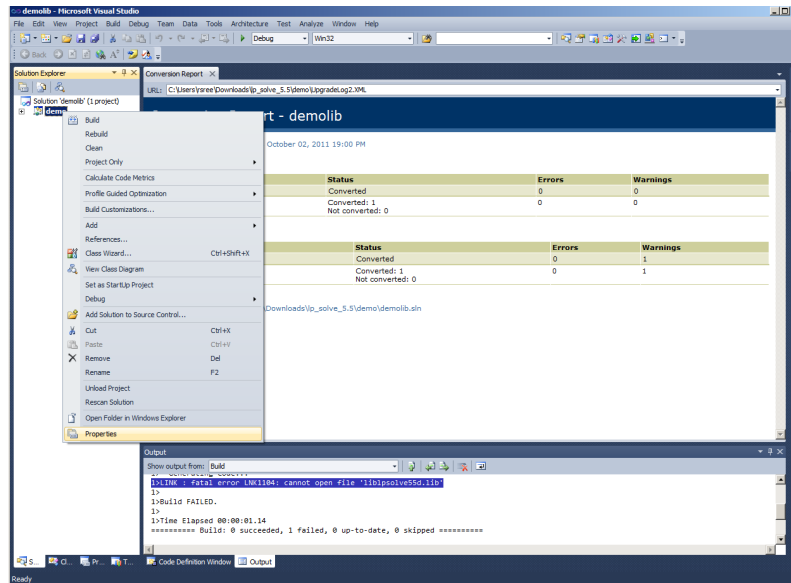 demolib - Microsoft Visual Studio
File Edit View Project Build Debug Team Data Tools Architecture Test Analyze Window Help
Debug Win32
Back
Solution Explorer
Conversion Report
URL: C:\Users\rsree\Downloads\lp_solve_5.5\demo\UpgradeLog2.XML
Solution 'demolib' (1 project)
demo
rt - demolib
October 02, 2011 19:00 PM
Status Errors Warnings
Converted 0 0
Converted: 1 0 0
Not converted: 0
Status Errors Warnings
Converted 0 1
Converted: 1 0 1
Not converted: 0
\Downloads\lp_solve_5.5\demo\demolib.sln
Build
Rebuild
Clean
Project Only
Calculate Code Metrics
Profile Guided Optimization
Build Customizations...
Add
References...
Class Wizard... Ctrl+Shift+X
View Class Diagram
Set as StartUp Project
Debug
Add Solution to Source Control...
Cut Ctrl+X
Paste Ctrl+V
Remove Del
Rename F2
Unload Project
Rescan Solution
Open Folder in Windows Explorer
Properties
Output
Show output from: Build
1>LINK : fatal error LNK1104: cannot open file 'liblpsolve55d.lib'
1>
1>Build FAILED.
1>
1>Time Elapsed 00:00:01.14
========== Build: 0 succeeded, 1 failed, 0 up-to-date, 0 skipped ==========
S... Cl... Pr... T... Code Definition Window Output
Ready